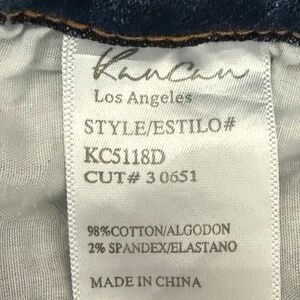 KanCan
Los Angeles
STYLE/ESTILO#
KC5118D
CUT# 3 0651
98%COTTON/ALGODON
2% SPANDEX/ELASTANO
MADE IN CHINA